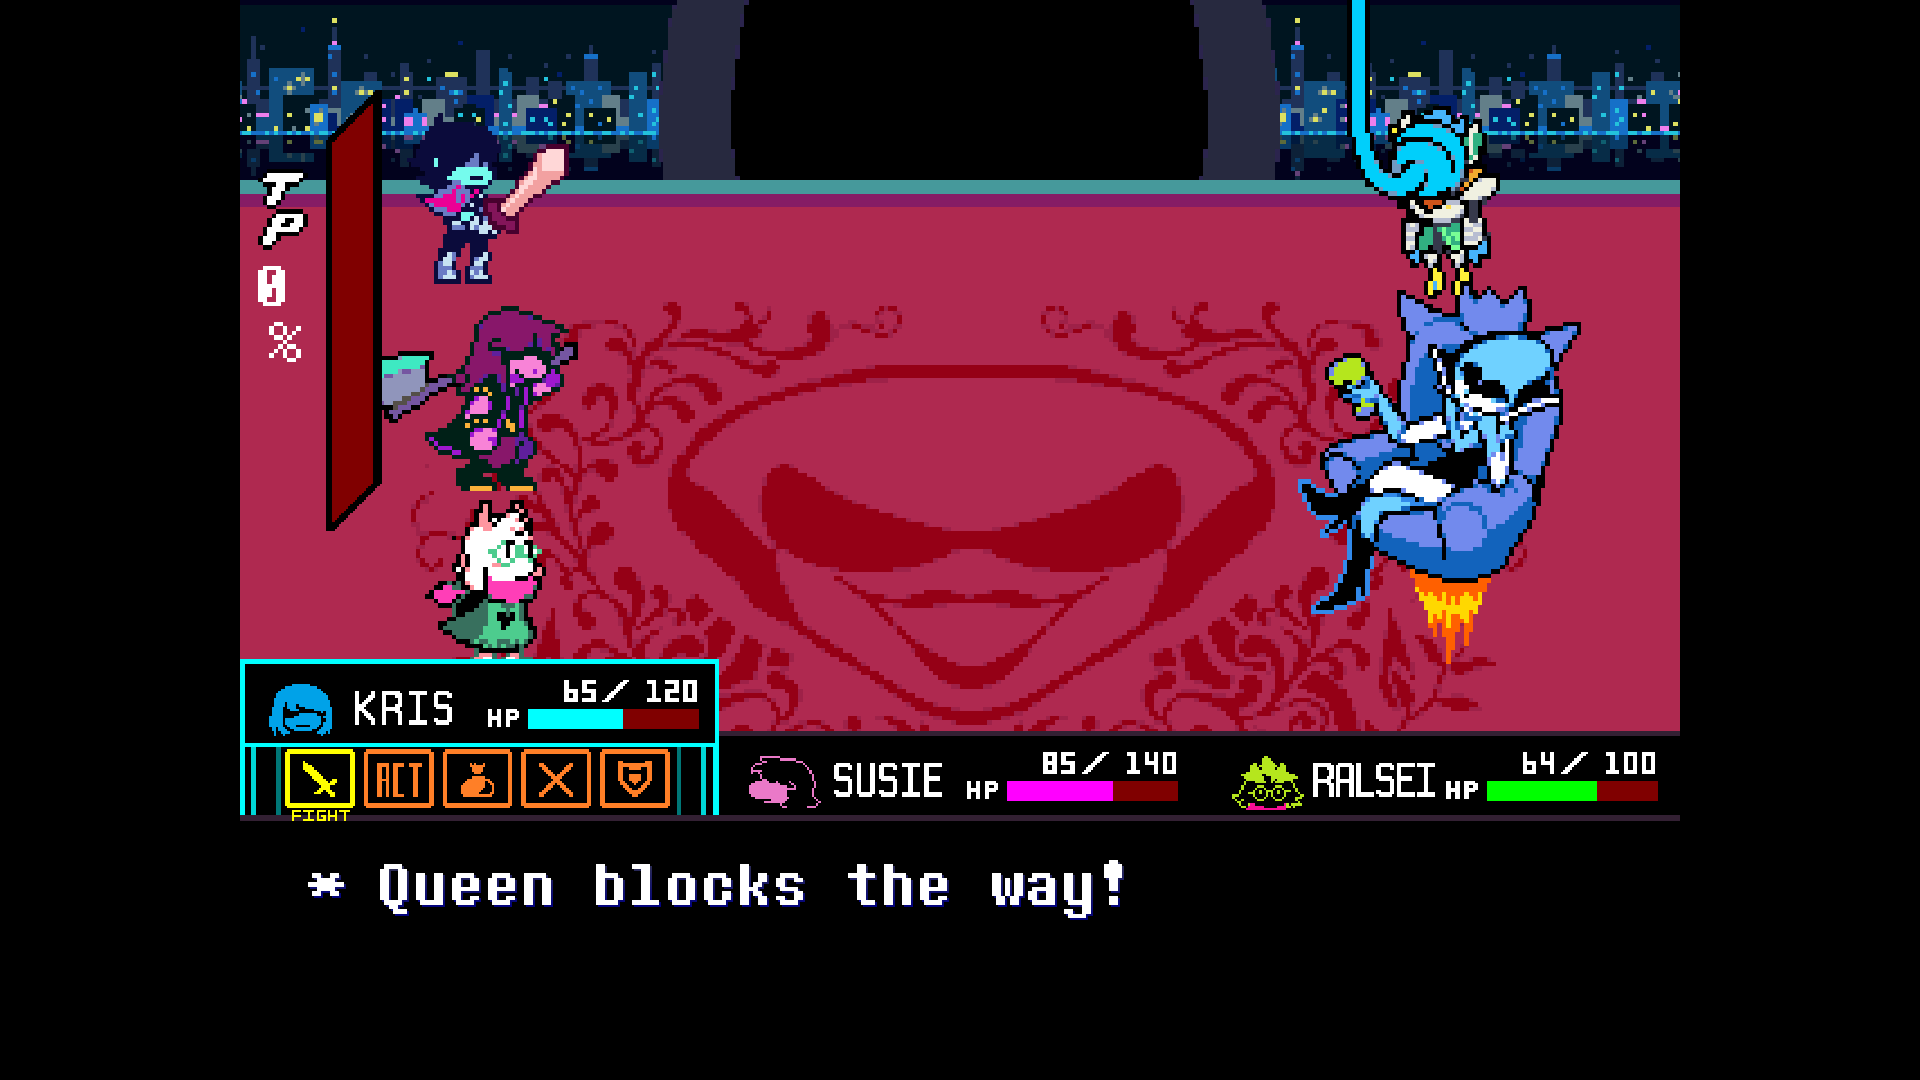 TP
0
%
KRIS HP 65/ 120
ACT
FIGHT
SUSIE HP 85/ 140
RALSEI HP 64/ 100
* Queen blocks the way!